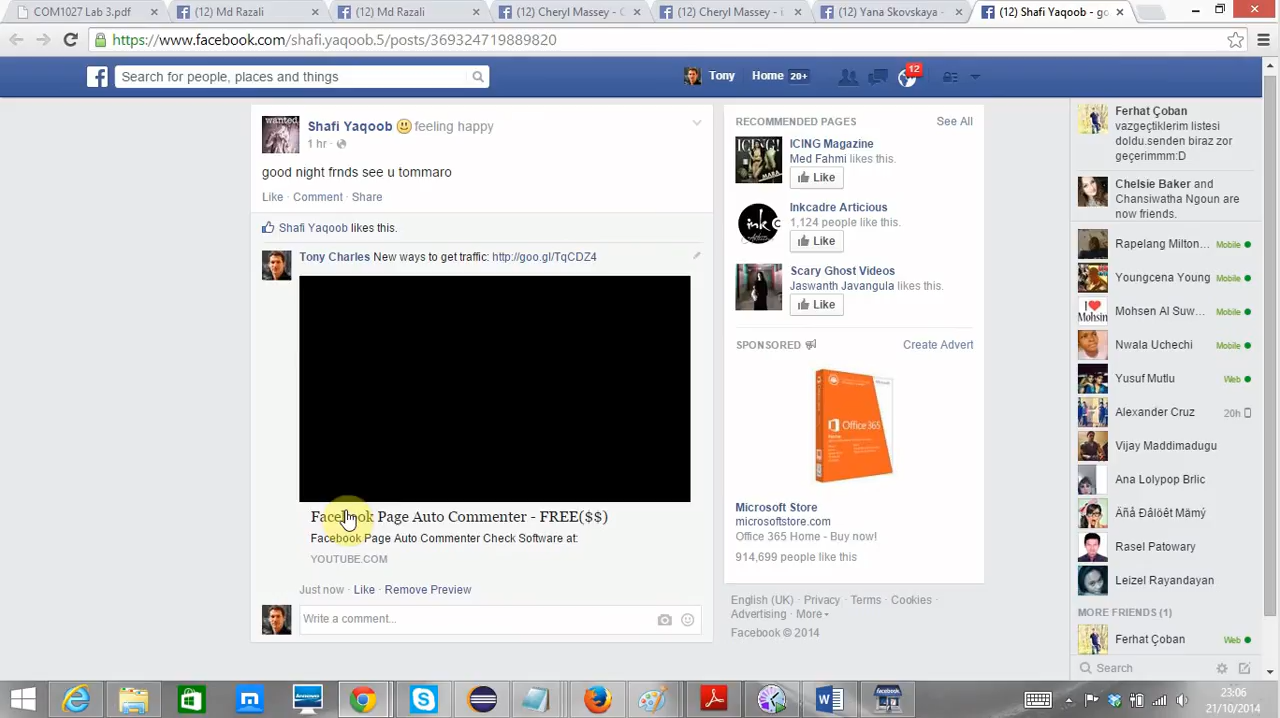 COM1027 Lab 3.pdf
(12) Md Razali
(12) Md Razali
(12) Cheryl Massey - C
(12) Cheryl Massey - i
(12) Yana Skovskaya -
(12) Shafi Yaqoob - go
https://www.facebook.com/shafi.yaqoob.5/posts/369324719889820
Search for people, places and things
Tony
Home 20+
12
Shafi Yaqoob feeling happy
1 hr ·
good night frnds see u tommaro
Like · Comment · Share
Shafi Yaqoob likes this.
Tony Charles New ways to get traffic: http://goo.gl/TqCDZ4
Facebook Page Auto Commenter - FREE($$)
Facebook Page Auto Commenter Check Software at:
YOUTUBE.COM
Just now · Like · Remove Preview
Write a comment...
RECOMMENDED PAGES See All
ICING Magazine
Med Fahmi likes this.
Like
Inkcadre Articious
1,124 people like this.
Like
Scary Ghost Videos
Jaswanth Javangula likes this.
Like
SPONSORED Create Advert
Office 365
Microsoft Store
microsoftstore.com
Office 365 Home - Buy now!
914,699 people like this
English (UK) · Privacy · Terms · Cookies ·
Advertising · More
Facebook © 2014
Ferhat Çoban
vazgeçtiklerim listesi
doldu.senden biraz zor
geçerimmm:D
Chelsie Baker and
Chansiwatha Ngoun are
now friends.
Rapelang Milton... Mobile
Youngcena Young Mobile
Mohsen Al Suw... Mobile
Nwala Uchechi Mobile
Yusuf Mutlu Web
Alexander Cruz 20h
Vijay Maddimadugu
Ana Lolypop Brlic
Äñå Ðâlôêt Mämý
Rasel Patowary
Leizel Rayandayan
MORE FRIENDS (1)
Ferhat Çoban Web
Search
23:06
21/10/2014